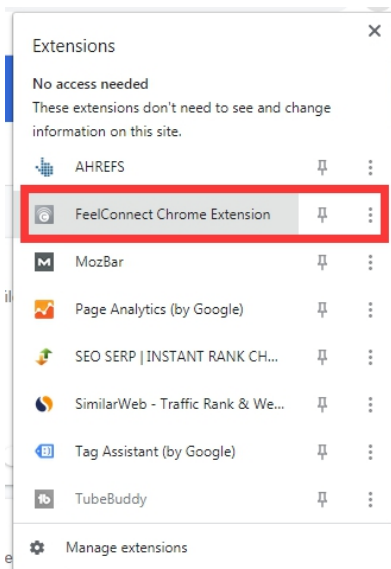 Extensions
No access needed
These extensions don't need to see and change
information on this site.
AHREFS
FeelConnect Chrome Extension
MozBar
Page Analytics (by Google)
SEO SERP | INSTANT RANK CH...
SimilarWeb - Traffic Rank & We...
Tag Assistant (by Google)
TubeBuddy
Manage extensions